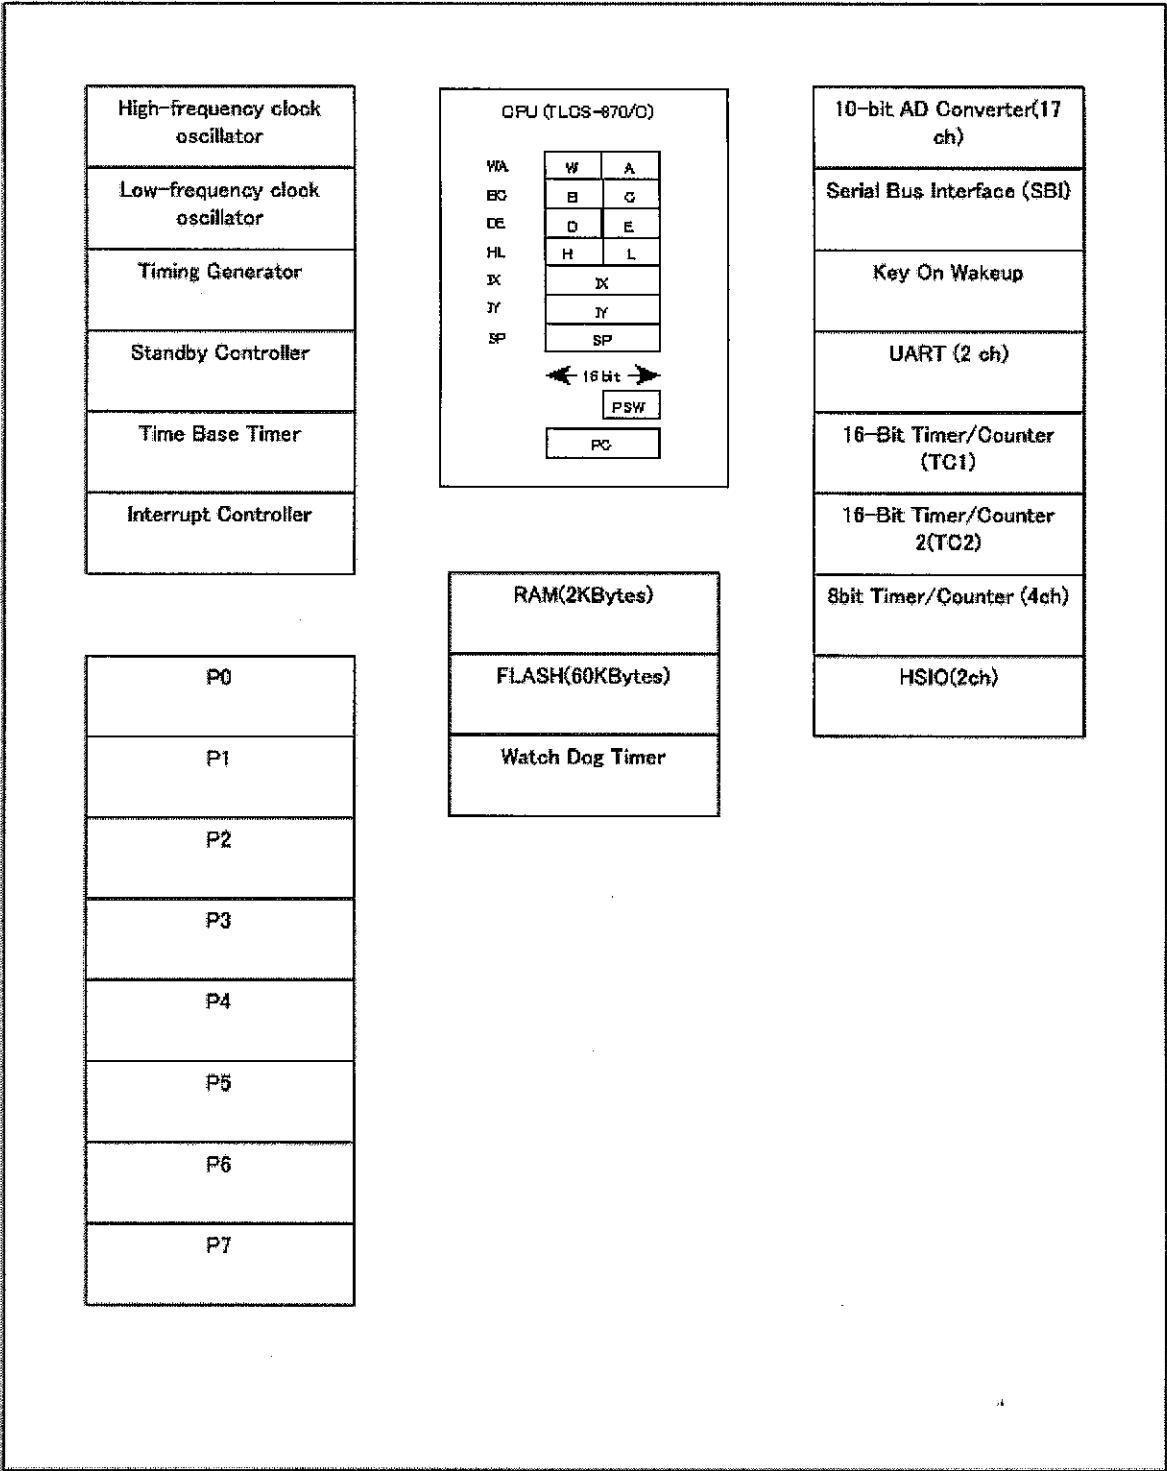 High-frequency clock
oscillator
Low-frequency clock
oscillator
Timing Generator
Standby Controller
Time Base Timer
Interrupt Controller
P0
P1
P2
P3
P4
P5
P6
P7
CPU (TLCS-870/C)
WA W A
BC B C
DE D E
HL H L
IX IX
IY IY
SP SP
16 bit
PSW
PC
RAM(2KBytes)
FLASH(60KBytes)
Watch Dog Timer
10-bit AD Converter(17
ch)
Serial Bus Interface (SBI)
Key On Wakeup
UART (2 ch)
16-Bit Timer/Counter
(TC1)
16-Bit Timer/Counter
2(TC2)
8bit Timer/Counter (4ch)
HSIO(2ch)